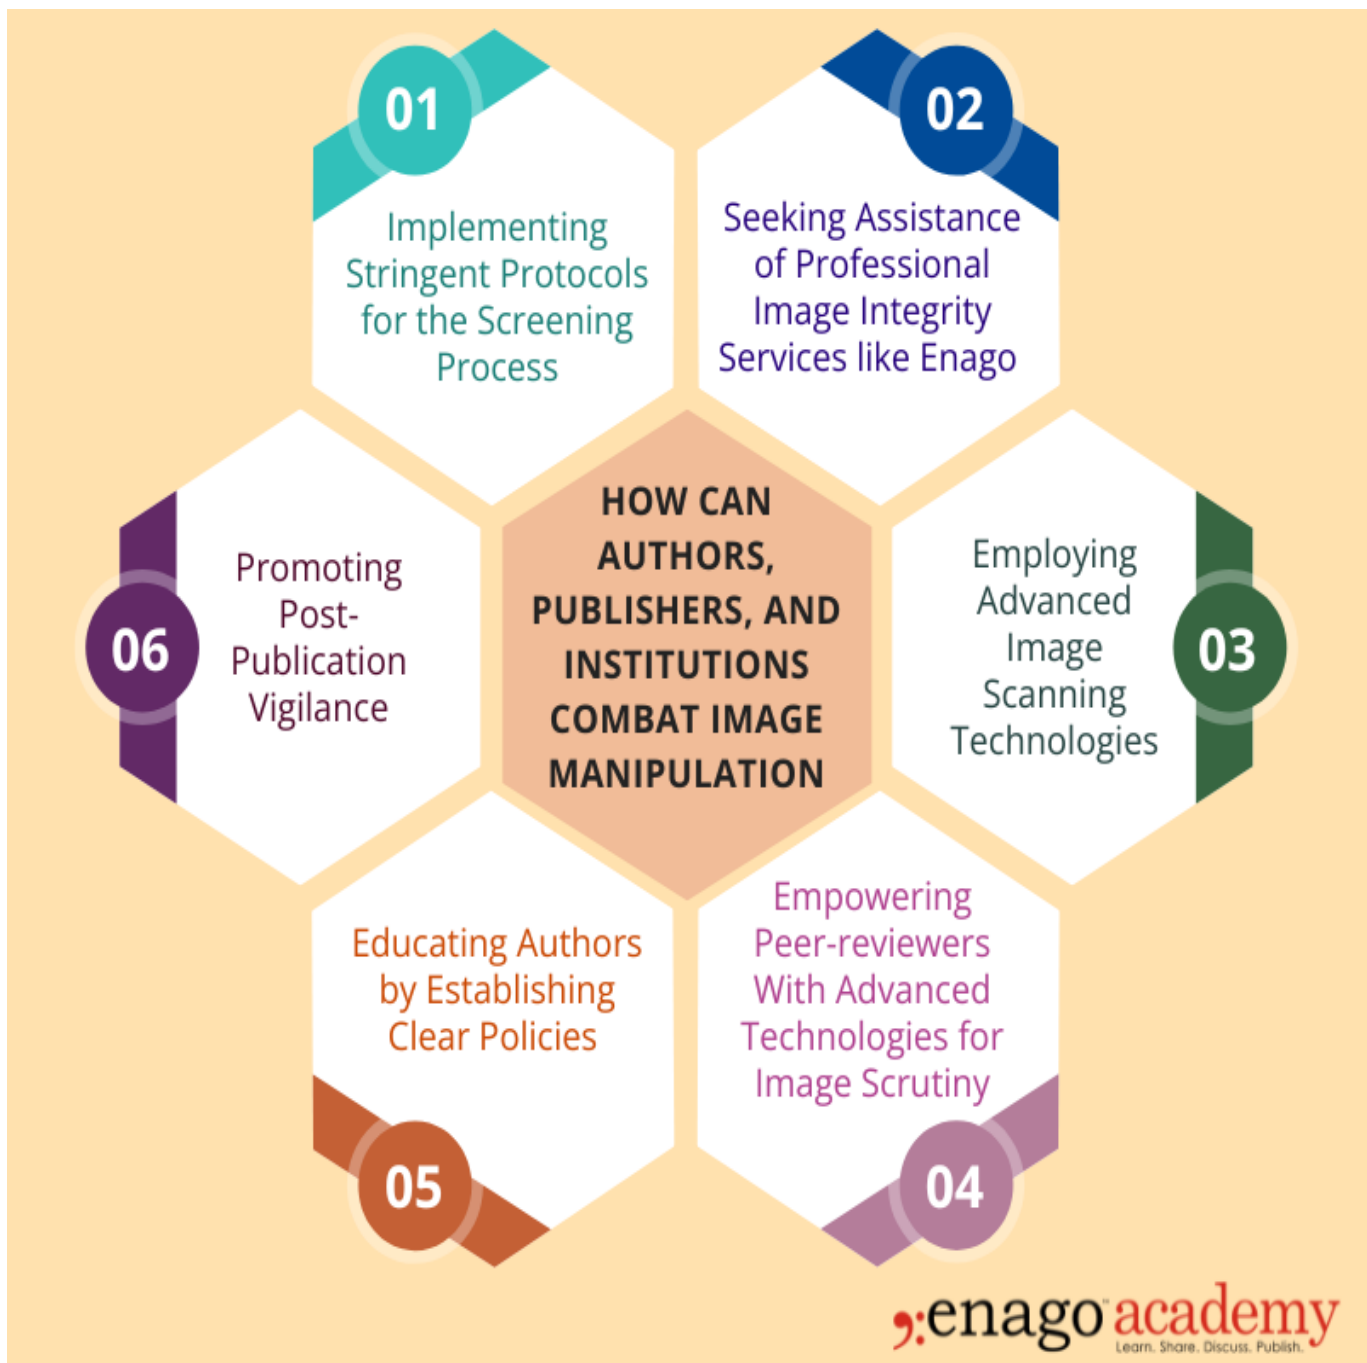 01
Implementing
Stringent Protocols
for the Screening
Process
02
Seeking Assistance
of Professional
Image Integrity
Services like Enago
HOW CAN
AUTHORS,
PUBLISHERS, AND
INSTITUTIONS
COMBAT IMAGE
MANIPULATION
03
Employing
Advanced
Image
Scanning
Technologies
04
Empowering
Peer-reviewers
With Advanced
Technologies for
Image Scrutiny
05
Educating Authors
by Establishing
Clear Policies
06
Promoting
Post-
Publication
Vigilance
enago academy
Learn. Share. Discuss. Publish.